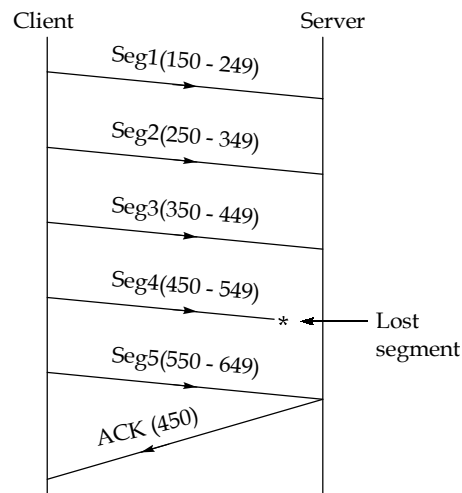 Client
Server
Seg1(150 - 249)
Seg2(250 - 349)
Seg3(350 - 449)
Seg4(450 - 549)
*
Lost
segment
Seg5(550 - 649)
ACK (450)